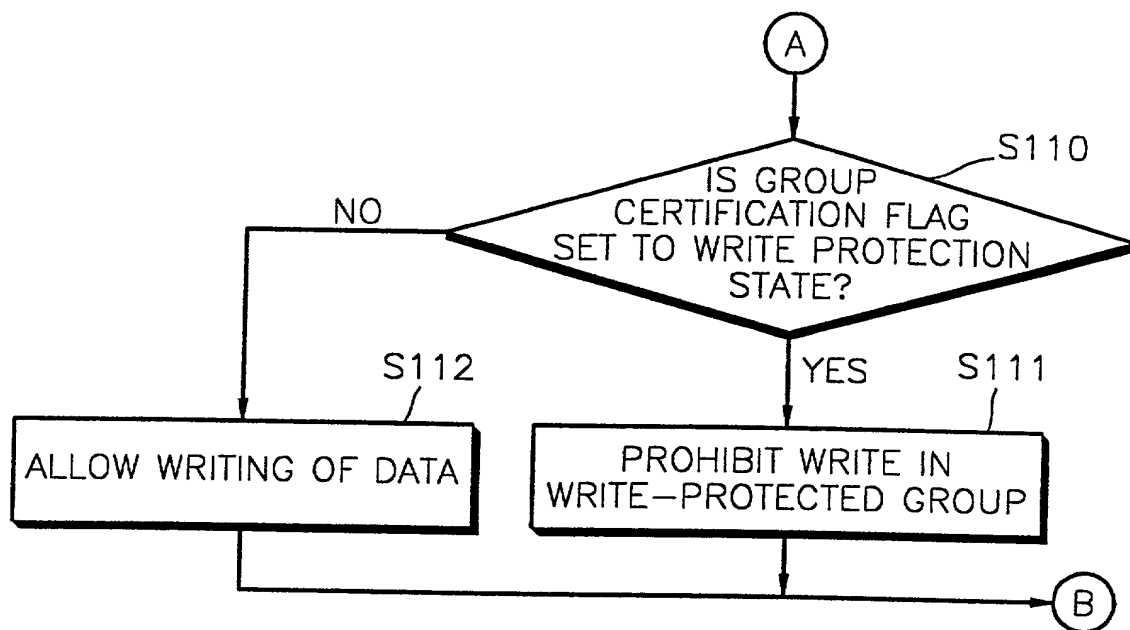 A
S110
IS GROUP
CERTIFICATION FLAG
SET TO WRITE PROTECTION
STATE?
NO
YES
S112
S111
ALLOW WRITING OF DATA
PROHIBIT WRITE IN
WRITE-PROTECTED GROUP
B